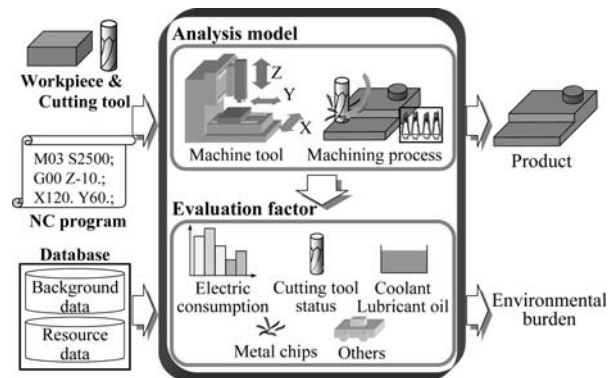 Workpiece &
Cutting tool
M03 S2500;
G00 Z-10.;
X120. Y60.;
NC program
Database
Background
data
Resource
data
Analysis model
Z
Y
X
Machine tool
Machining process
Evaluation factor
Electric
consumption
Cutting tool
status
Coolant
Lubricant oil
Metal chips
Others
Product
Environmental
burden